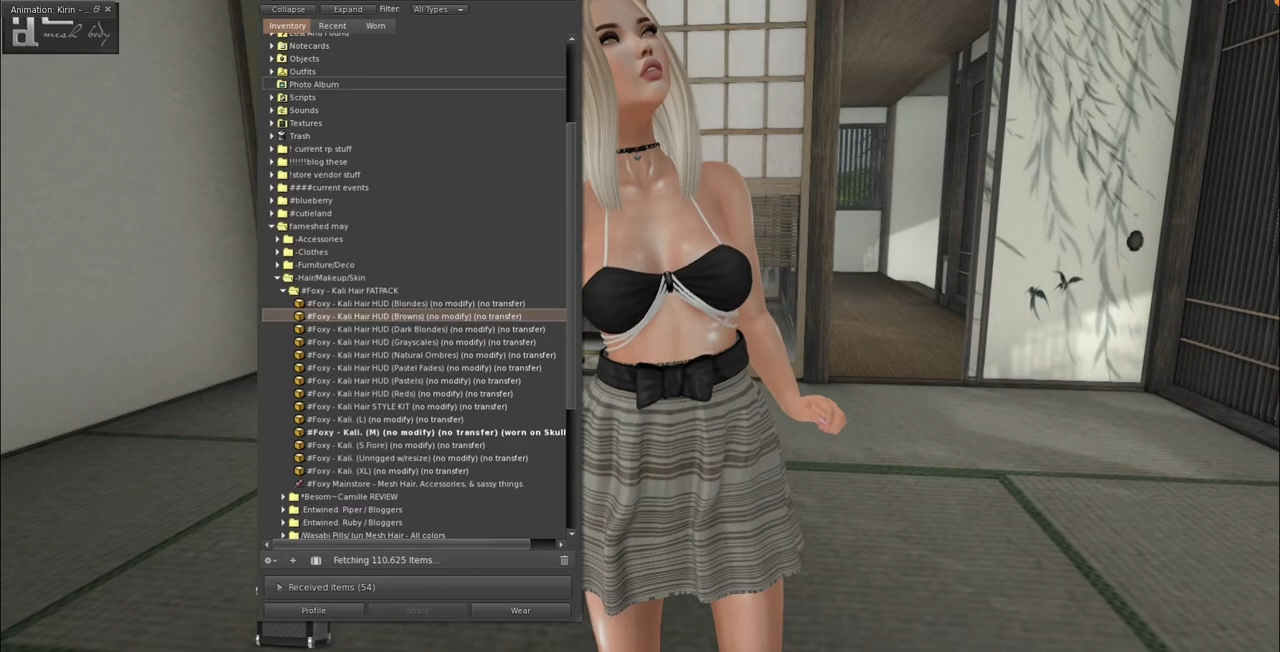 Animation: Kirin - ...
mesh body
Collapse Expand Filter: All Types
Inventory Recent Worn
Lost And Found
Notecards
Objects
Outfits
Photo Album
Scripts
Sounds
Textures
Trash
! current rp stuff
!!!!!!blog these
!store vendor stuff
####current events
#blueberry
#cutieland
fameshed may
-Accessories
-Clothes
-Furniture/Deco
-Hair/Makeup/Skin
#Foxy - Kali Hair FATPACK
#Foxy - Kali Hair HUD (Blondes) (no modify) (no transfer)
#Foxy - Kali Hair HUD (Browns) (no modify) (no transfer)
#Foxy - Kali Hair HUD (Dark Blondes) (no modify) (no transfer)
#Foxy - Kali Hair HUD (Grayscales) (no modify) (no transfer)
#Foxy - Kali Hair HUD (Natural Ombres) (no modify) (no transfer)
#Foxy - Kali Hair HUD (Pastel Fades) (no modify) (no transfer)
#Foxy - Kali Hair HUD (Pastels) (no modify) (no transfer)
#Foxy - Kali Hair HUD (Reds) (no modify) (no transfer)
#Foxy - Kali Hair STYLE KIT (no modify) (no transfer)
#Foxy - Kali. (L) (no modify) (no transfer)
#Foxy - Kali. (M) (no modify) (no transfer) (worn on Skull
#Foxy - Kali. (S.Fiore) (no modify) (no transfer)
#Foxy - Kali. (Unrigged w/resize) (no modify) (no transfer)
#Foxy - Kali. (XL) (no modify) (no transfer)
#Foxy Mainstore - Mesh Hair, Accessories, & sassy things.
*Besom~Camille REVIEW
Entwined. Piper / Bloggers
Entwined. Ruby / Bloggers
/Wasabi Pills/ Jun Mesh Hair - All colors
Fetching 110,625 Items...
Received Items (54)
Profile Share Wear